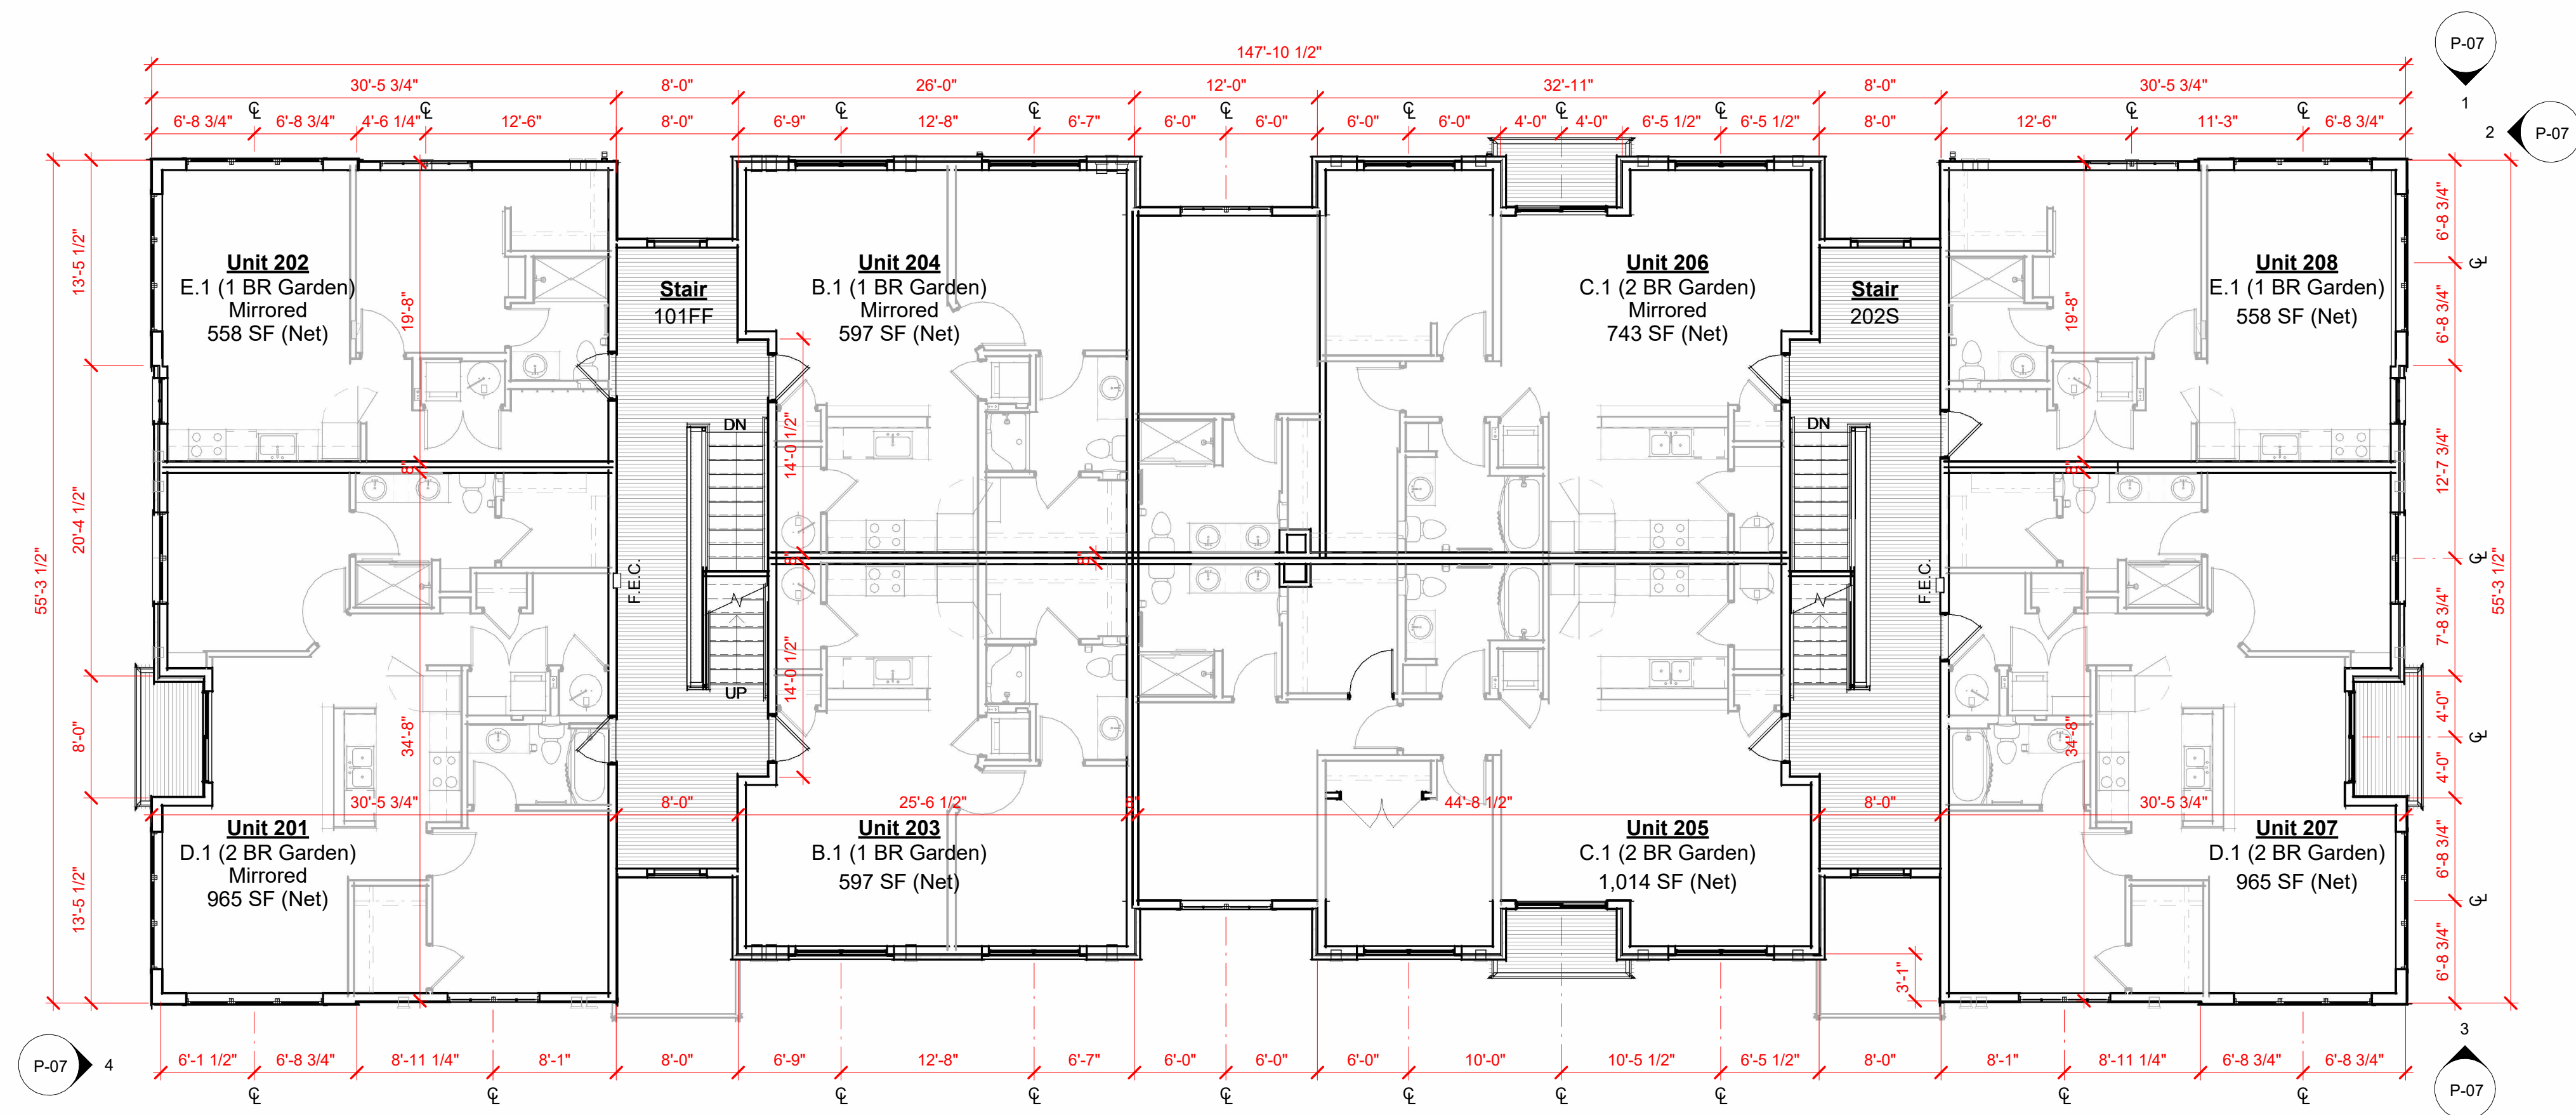 147'-10 1/2"
P-07
1
30'-5 3/4" 8'-0" 26'-0" 12'-0" 32'-11" 8'-0" 30'-5 3/4"
℄ ℄ ℄ ℄ ℄ ℄ ℄ ℄ ℄ ℄
6'-8 3/4" 6'-8 3/4" 4'-6 1/4" 12'-6" 8'-0" 6'-9" 12'-8" 6'-7" 6'-0" 6'-0" 6'-0" 6'-0" 4'-0" 4'-0" 6'-5 1/2" 6'-5 1/2" 8'-0" 12'-6" 11'-3" 6'-8 3/4"
2 P-07
55'-3 1/2"
13'-5 1/2"
20'-4 1/2"
8'-0"
13'-5 1/2"
Unit 202
E.1 (1 BR Garden)
Mirrored
558 SF (Net)
19'-8"
Stair
101FF
Unit 204
B.1 (1 BR Garden)
Mirrored
597 SF (Net)
Unit 206
C.1 (2 BR Garden)
Mirrored
743 SF (Net)
Stair
202S
19'-8"
Unit 208
E.1 (1 BR Garden)
558 SF (Net)
6'-8 3/4"
℄
6'-8 3/4"
12'-7 3/4"
℄
7'-8 3/4"
4'-0"
℄
4'-0"
6'-8 3/4"
℄
6'-8 3/4"
55'-3 1/2"
DN
14'-0 1/2"
DN
F.E.C.
F.E.C.
UP
14'-0 1/2"
34'-8"
34'-8"
30'-5 3/4" 8'-0" 25'-6 1/2" 44'-8 1/2" 8'-0" 30'-5 3/4"
Unit 201
D.1 (2 BR Garden)
Mirrored
965 SF (Net)
Unit 203
B.1 (1 BR Garden)
597 SF (Net)
Unit 205
C.1 (2 BR Garden)
1,014 SF (Net)
Unit 207
D.1 (2 BR Garden)
965 SF (Net)
3'-1"
P-07 4
6'-1 1/2" 6'-8 3/4" 8'-11 1/4" 8'-1" 8'-0" 6'-9" 12'-8" 6'-7" 6'-0" 6'-0" 6'-0" 10'-0" 10'-5 1/2" 6'-5 1/2" 8'-0" 8'-1" 8'-11 1/4" 6'-8 3/4" 6'-8 3/4"
℄ ℄ ℄ ℄ ℄ ℄ ℄ ℄ ℄ ℄
3
P-07